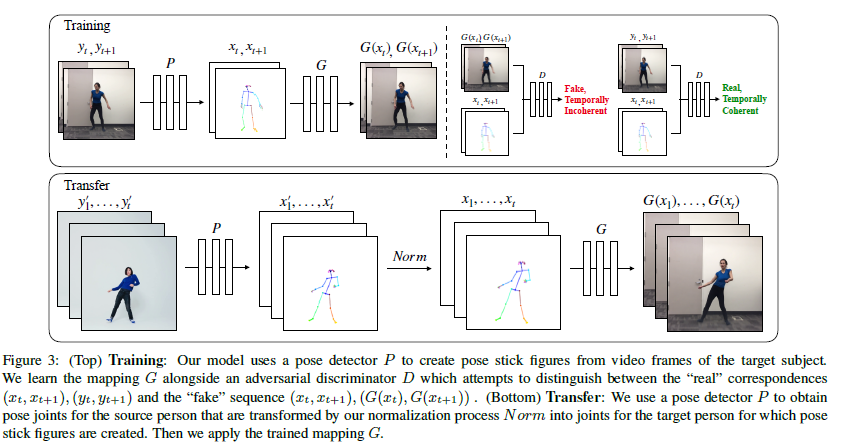 Training
y_t, y_{t+1}
P
x_t, x_{t+1}
G
G(x_t), G(x_{t+1})
G(x_t) G(x_{t+1})
x_t, x_{t+1}
D
Fake,
Temporally
Incoherent
y_t, y_{t+1}
x_t, x_{t+1}
D
Real,
Temporally
Coherent
Transfer
y'_1, . . . , y'_t
P
x'_1, . . . , x'_t
Norm
x_1, . . . , x_t
G
G(x_1), . . . , G(x_t)
Figure 3: (Top) Training: Our model uses a pose detector P to create pose stick figures from video frames of the target subject.
We learn the mapping G alongside an adversarial discriminator D which attempts to distinguish between the “real” correspondences
(x_t, x_{t+1}), (y_t, y_{t+1}) and the “fake” sequence (x_t, x_{t+1}), (G(x_t), G(x_{t+1})) . (Bottom) Transfer: We use a pose detector P to obtain
pose joints for the source person that are transformed by our normalization process Norm into joints for the target person for which pose
stick figures are created. Then we apply the trained mapping G.